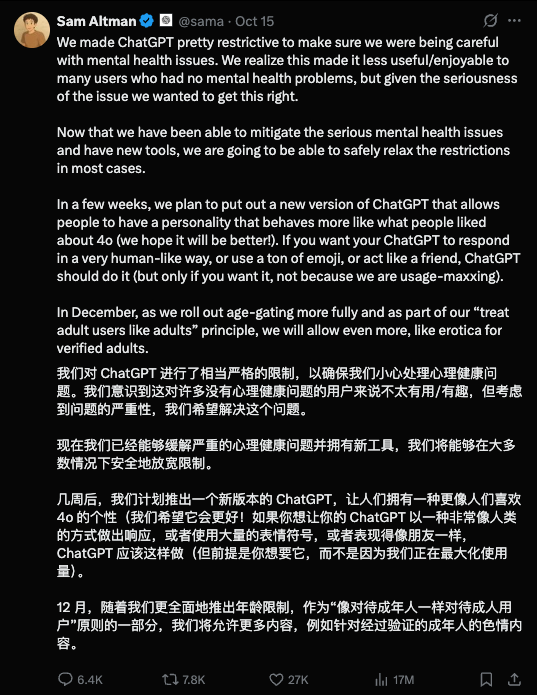 Sam Altman @sama · Oct 15
We made ChatGPT pretty restrictive to make sure we were being careful
with mental health issues. We realize this made it less useful/enjoyable to
many users who had no mental health problems, but given the seriousness
of the issue we wanted to get this right.
Now that we have been able to mitigate the serious mental health issues
and have new tools, we are going to be able to safely relax the restrictions
in most cases.
In a few weeks, we plan to put out a new version of ChatGPT that allows
people to have a personality that behaves more like what people liked
about 4o (we hope it will be better!). If you want your ChatGPT to respond
in a very human-like way, or use a ton of emoji, or act like a friend, ChatGPT
should do it (but only if you want it, not because we are usage-maxxing).
In December, as we roll out age-gating more fully and as part of our “treat
adult users like adults” principle, we will allow even more, like erotica for
verified adults.
我们对 ChatGPT 进行了相当严格的限制，以确保我们小心处理心理健康问
题。我们意识到这对许多没有心理健康问题的用户来说不太有用/有趣，但考虑
到问题的严重性，我们希望解决这个问题。
现在我们已经能够缓解严重的心理健康问题并拥有新工具，我们将能够在大多
数情况下安全地放宽限制。
几周后，我们计划推出一个新版本的 ChatGPT，让人们拥有一种更像人们喜欢
4o 的个性（我们希望它会更好！如果你想让你的 ChatGPT 以一种非常像人类
的方式做出响应，或者使用大量的表情符号，或者表现得像朋友一样，
ChatGPT 应该这样做（但前提是你想要它，而不是因为我们正在最大化使用
量）。
12 月，随着我们更全面地推出年龄限制，作为“像对待成年人一样对待成人用
户”原则的一部分，我们将允许更多内容，例如针对经过验证的成年人的色情内
容。
6.4K 7.8K 27K 17M